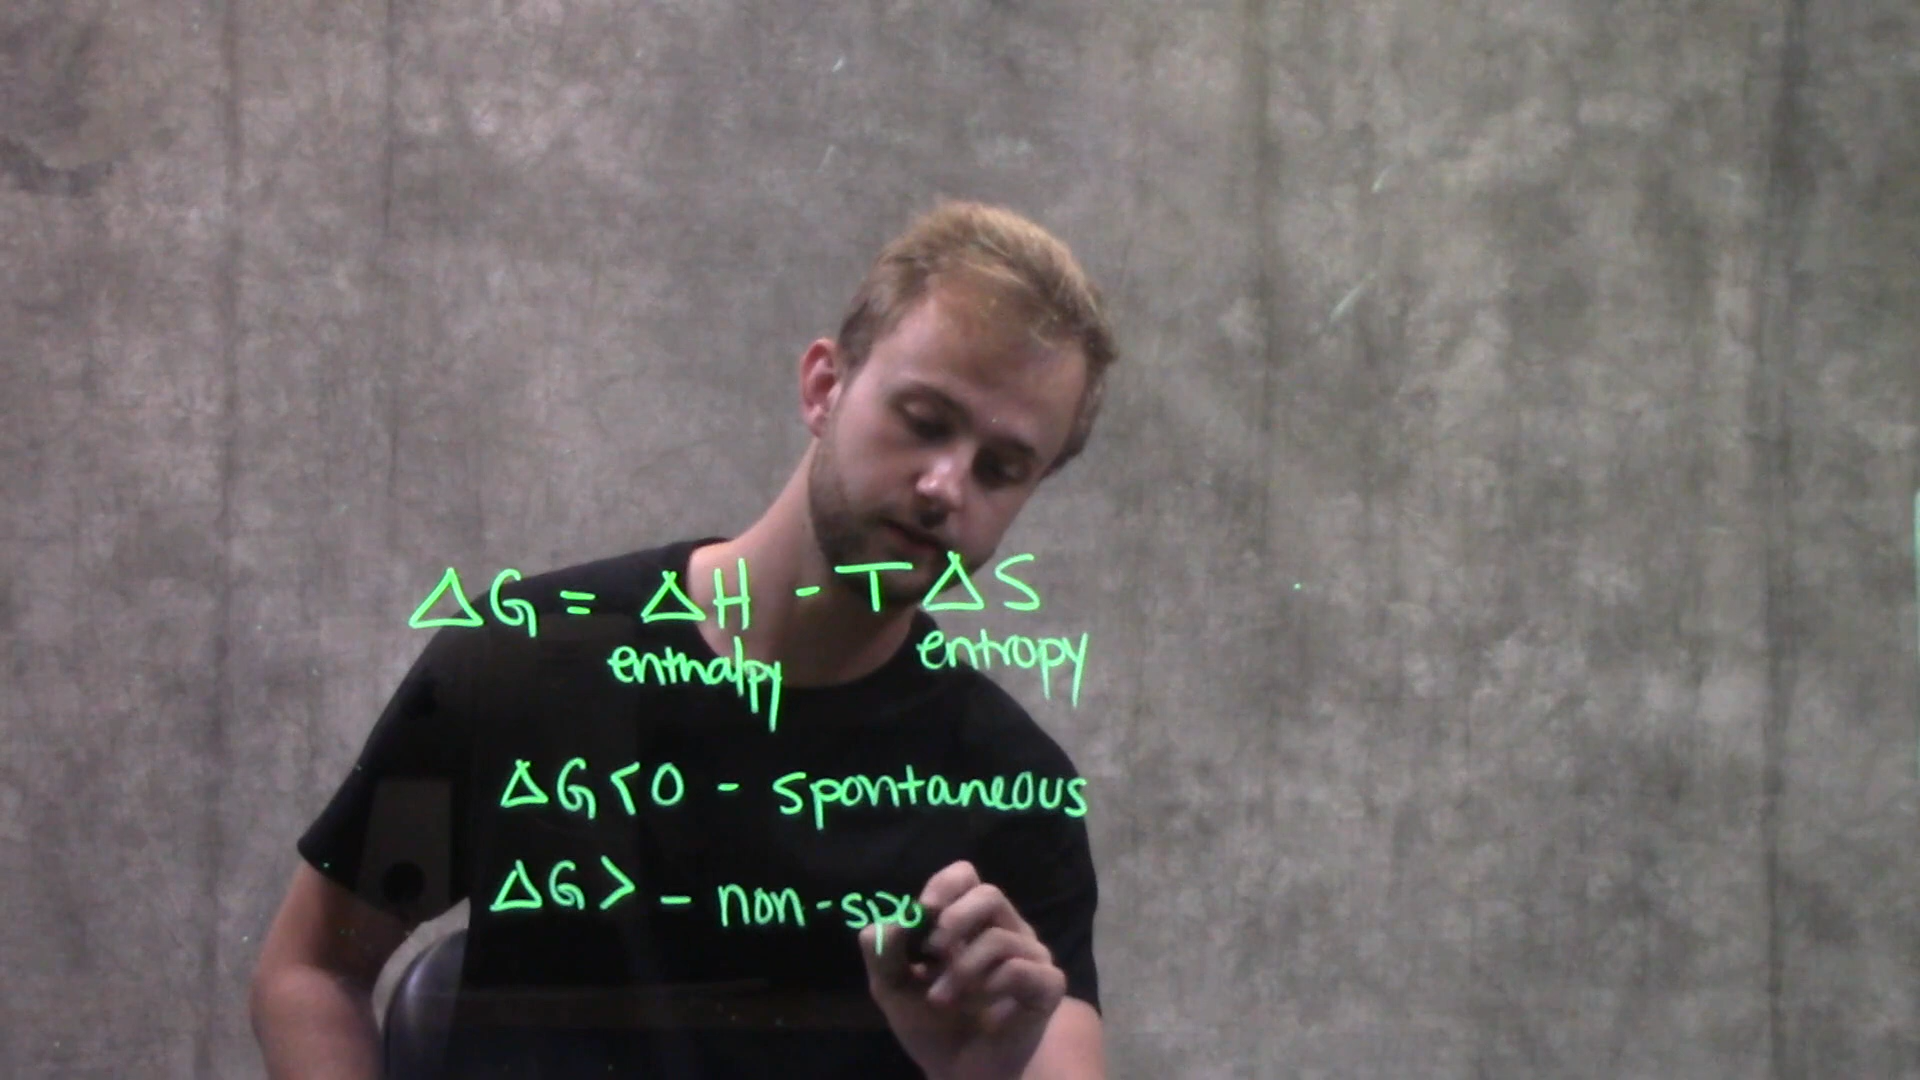 ΔG = ΔH - TΔS
enthalpy entropy
ΔG<0 - spontaneous
ΔG> - non-spo